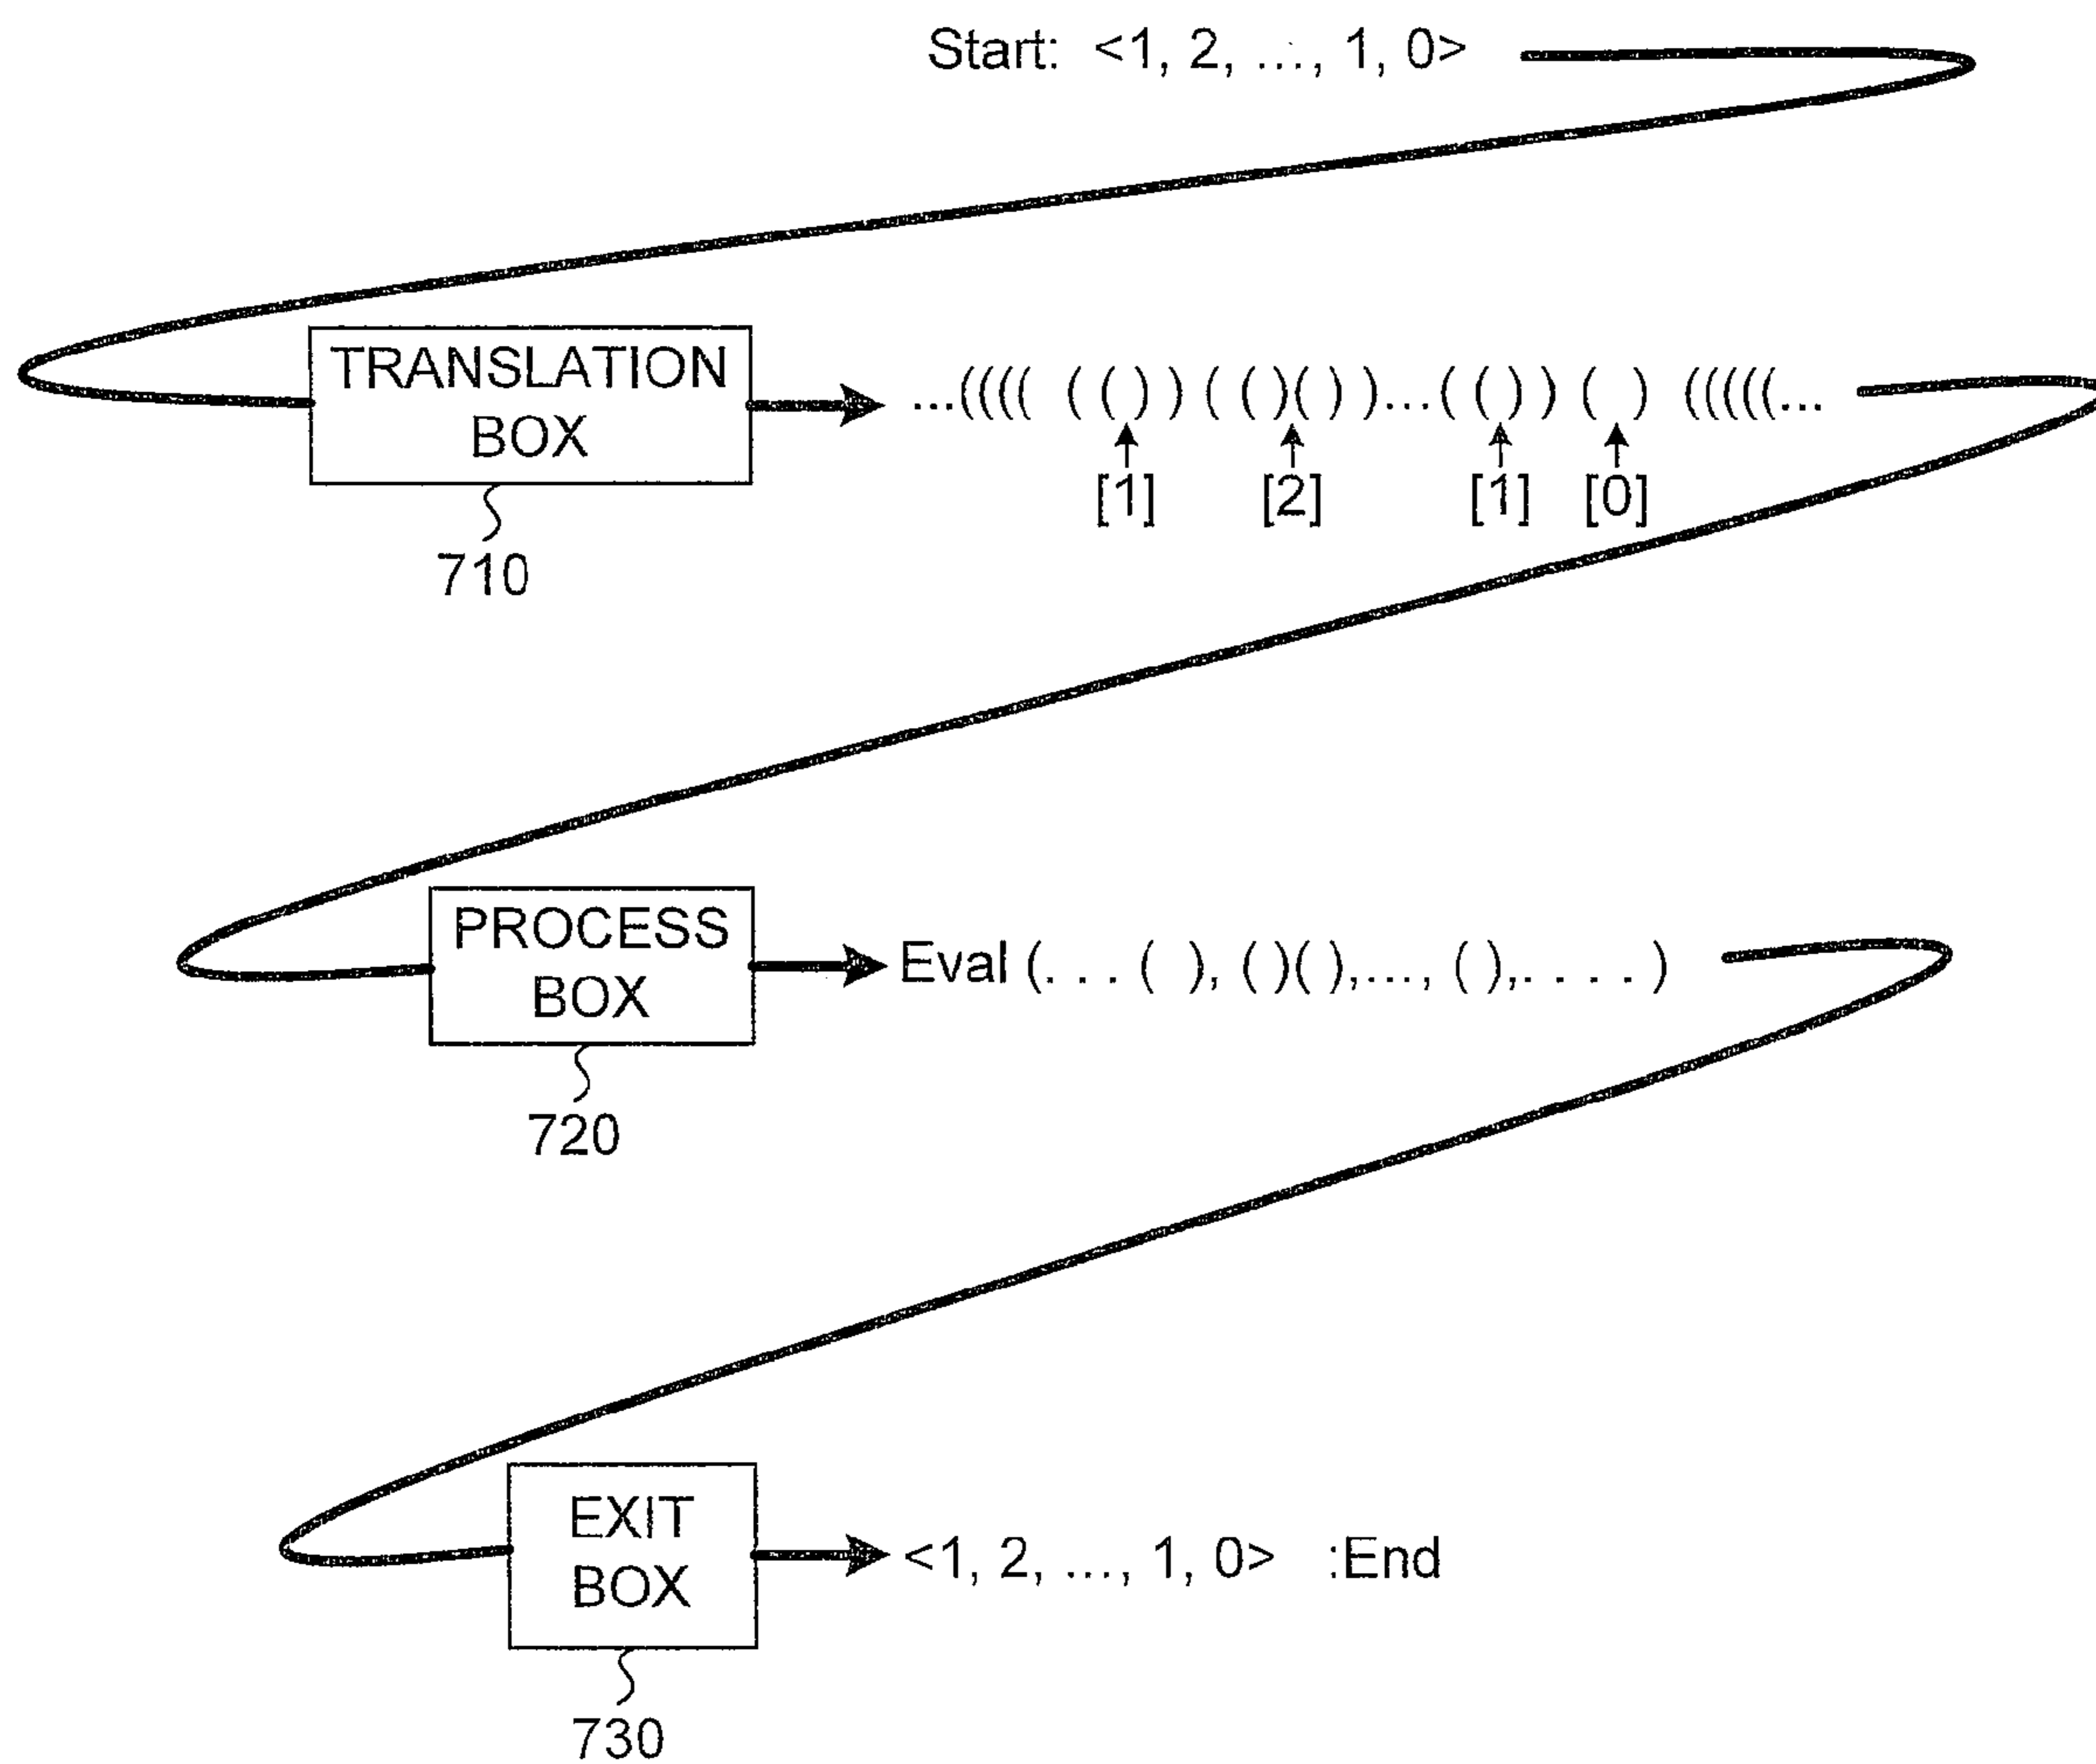 Start: <1, 2, ..., 1, 0>
TRANSLATION
BOX
...(((( ( ( ) ) ( ( )( ) )...( ( ) ) ( ) (((((...
[1] [2] [1] [0]
710
PROCESS
BOX
Eval (. . . ( ), ( )( ),..., ( ),. . . . )
720
EXIT
BOX
<1, 2, ..., 1, 0> :End
730